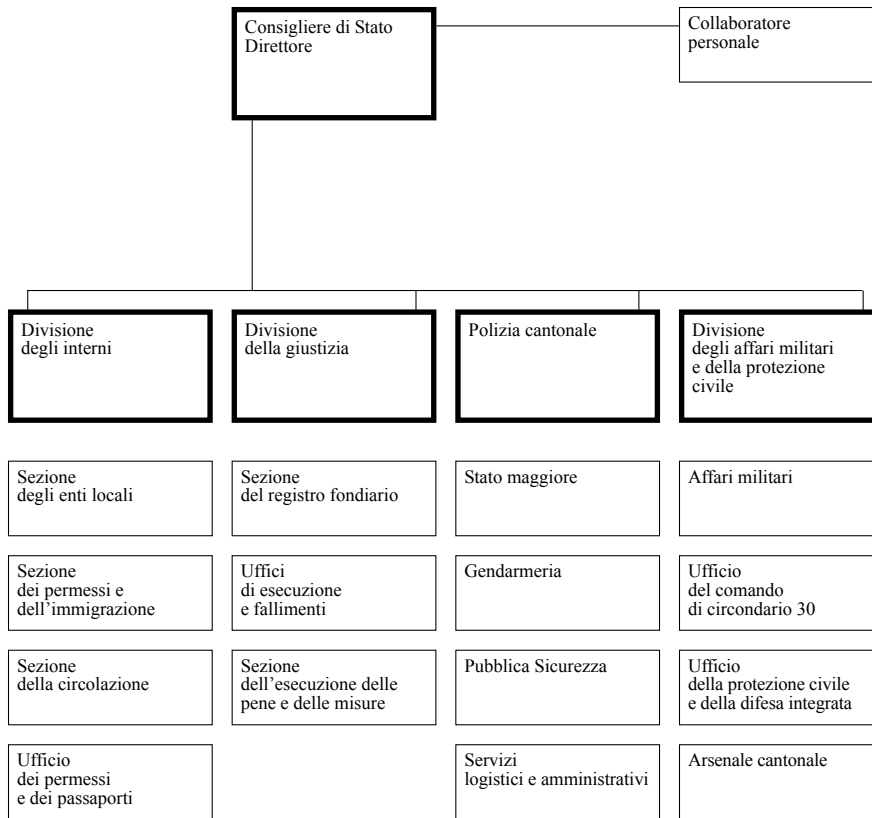 Consigliere di Stato
Direttore
Collaboratore
personale
Divisione
degli interni
Divisione
della giustizia
Polizia cantonale
Divisione
degli affari militari
e della protezione
civile
Sezione
degli enti locali
Sezione
del registro fondiario
Stato maggiore
Affari militari
Sezione
dei permessi e
dell'immigrazione
Uffici
di esecuzione
e fallimenti
Gendarmeria
Ufficio
del comando
di circondario 30
Sezione
della circolazione
Sezione
dell'esecuzione delle
pene e delle misure
Pubblica Sicurezza
Ufficio
della protezione civile
e della difesa integrata
Ufficio
dei permessi
e dei passaporti
Servizi
logistici e amministrativi
Arsenale cantonale